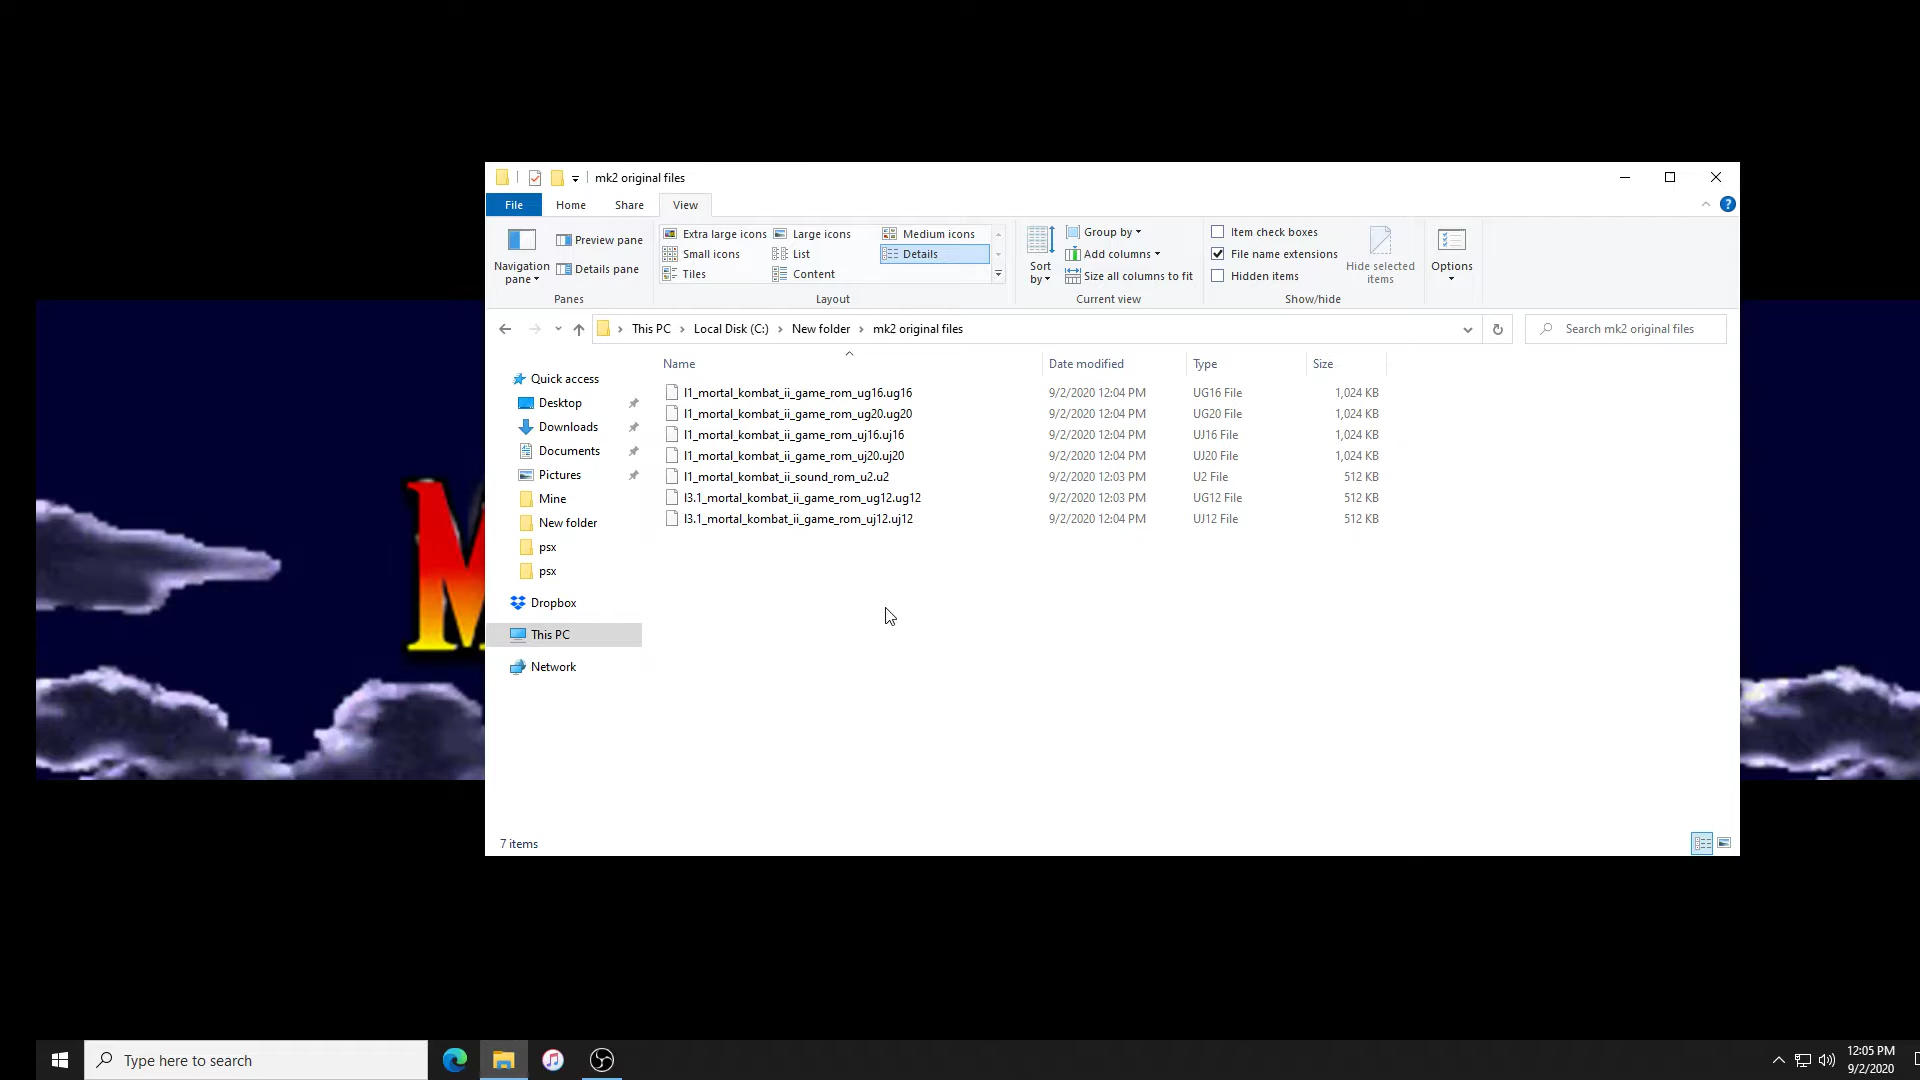 mk2 original files
File Home Share View
Navigation pane
Preview pane
Details pane
Panes
Extra large icons Large icons Medium icons
Small icons List Details
Tiles Content
Layout
Sort by
Group by
Add columns
Size all columns to fit
Current view
Item check boxes
File name extensions
Hidden items
Hide selected items
Show/hide
Options
This PC Local Disk (C:) New folder mk2 original files
Search mk2 original files
Name Date modified Type Size
l1_mortal_kombat_ii_game_rom_ug16.ug16 9/2/2020 12:04 PM UG16 File 1,024 KB
l1_mortal_kombat_ii_game_rom_ug20.ug20 9/2/2020 12:04 PM UG20 File 1,024 KB
l1_mortal_kombat_ii_game_rom_uj16.uj16 9/2/2020 12:04 PM UJ16 File 1,024 KB
l1_mortal_kombat_ii_game_rom_uj20.uj20 9/2/2020 12:04 PM UJ20 File 1,024 KB
l1_mortal_kombat_ii_sound_rom_u2.u2 9/2/2020 12:03 PM U2 File 512 KB
l3.1_mortal_kombat_ii_game_rom_ug12.ug12 9/2/2020 12:03 PM UG12 File 512 KB
l3.1_mortal_kombat_ii_game_rom_uj12.uj12 9/2/2020 12:04 PM UJ12 File 512 KB
Quick access
Desktop
Downloads
Documents
Pictures
Mine
New folder
psx
psx
Dropbox
This PC
Network
M
7 items
Type here to search
12:05 PM
9/2/2020